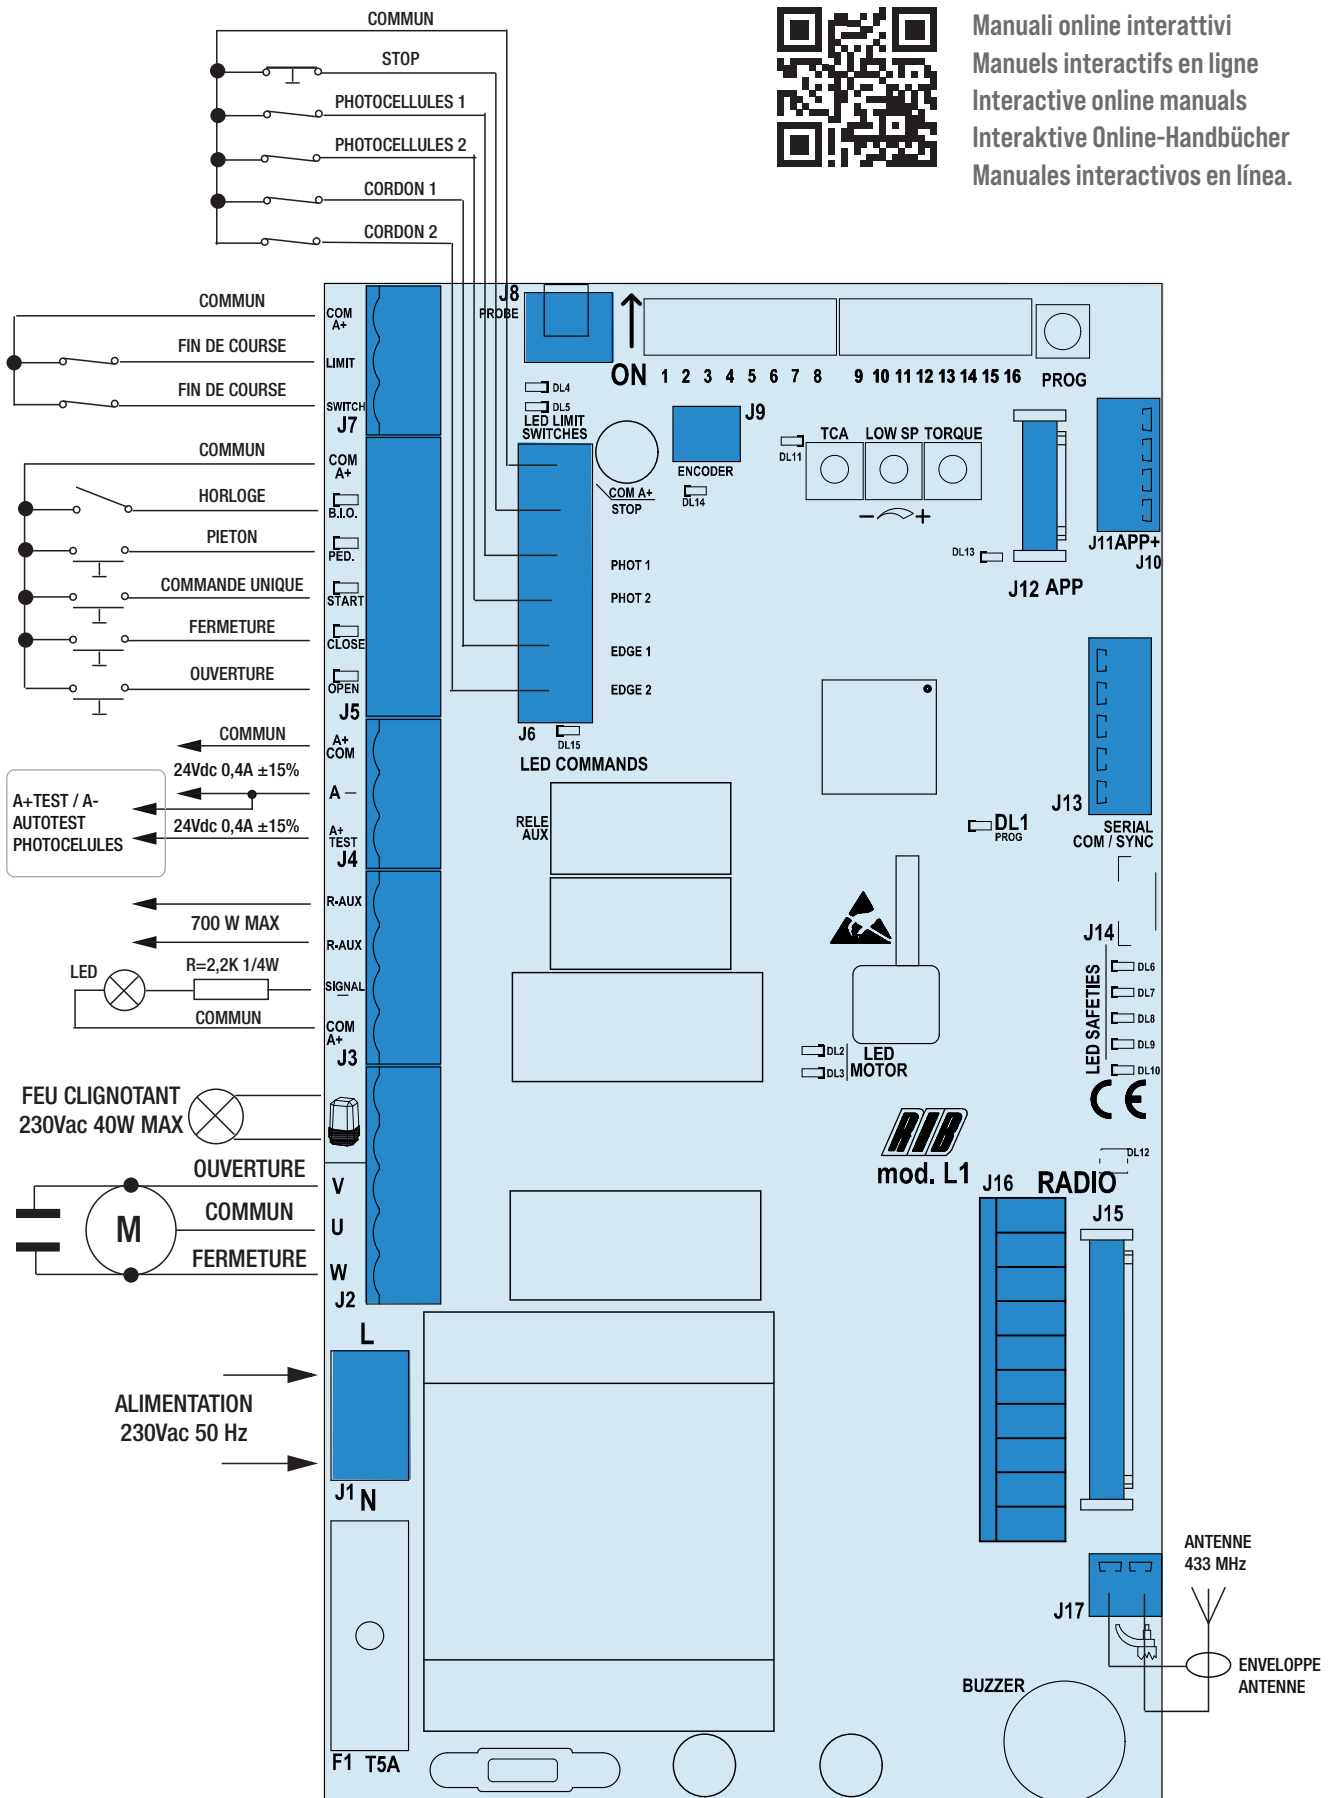 COMMUN
STOP
PHOTOCELLULES 1
PHOTOCELLULES 2
CORDON 1
CORDON 2
Manuali online interattivi
Manuels interactifs en ligne
Interactive online manuals
Interaktive Online-Handbücher
Manuales interactivos en línea.
COMMUN
FIN DE COURSE
FIN DE COURSE
COM
A+
LIMIT
SWITCH
J7
COMMUN
HORLOGE
PIETON
COMMANDE UNIQUE
FERMETURE
OUVERTURE
COM
A+
B.I.O.
PED.
START
CLOSE
OPEN
J5
COMMUN
24Vdc 0,4A ±15%
24Vdc 0,4A ±15%
A+TEST / A-
AUTOTEST
PHOTOCELULES
A+
COM
A –
A+
TEST
J4
700 W MAX
R-AUX
R-AUX
LED
R=2,2K 1/4W
SIGNAL
–
COMMUN
COM
A+
J3
FEU CLIGNOTANT
230Vac 40W MAX
OUVERTURE
COMMUN
FERMETURE
M
V
U
W
J2
L
ALIMENTATION
230Vac 50 Hz
J1
N
F1 T5A
J8
PROBE
ON
1 2 3 4 5 6 7 8
9 10 11 12 13 14 15 16
PROG
DL4
DL5
LED LIMIT
SWITCHES
J9
ENCODER
DL14
COM A+
STOP
PHOT 1
PHOT 2
EDGE 1
EDGE 2
J6
DL15
LED COMMANDS
DL11
TCA LOW SP TORQUE
– +
DL13
J12 APP
J11APP+
J10
J13
SERIAL
COM / SYNC
DL1
PROG
RELE
AUX
J14
LED SAFETIES
DL6
DL7
DL8
DL9
DL10
CE
DL2
DL3
LED
MOTOR
RIB
mod. L1
DL12
J16
RADIO
J15
J17
ANTENNE
433 MHz
ENVELOPPE
ANTENNE
BUZZER